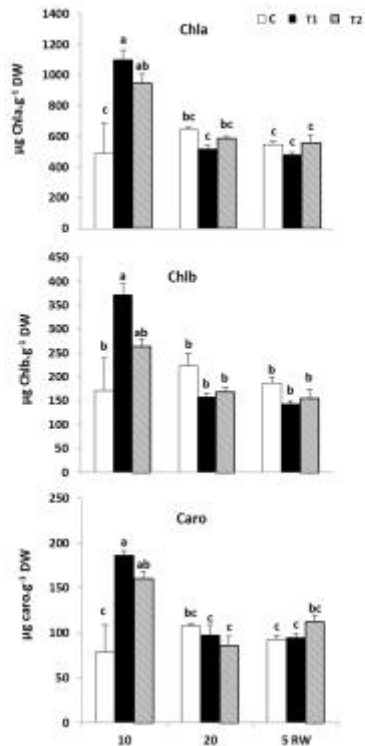 Chla
C T1 T2
µg Chla.g⁻¹ DW
1400
1200
1000
800
600
400
200
0
c a ab
bc c bc
c c c
Chlb
µg Chlb.g⁻¹ DW
450
400
350
300
250
200
150
100
50
0
b a ab
b b b
b b b
Caro
µg caro.g⁻¹ DW
250
200
150
100
50
0
c a ab
bc c c
c c bc
10 20 5 RW